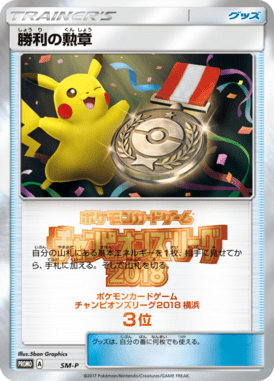 TRAINER'S
グッズ
しょうり くんしょう
勝利の勲章
ポケモンカードゲーム
チャンピオンズリーグ
2018
自分の山札にある基本エネルギーを1枚、相手に見せてか
ら、手札に加える。そして山札を切る。
ポケモンカードゲーム
チャンピオンズリーグ2018 横浜
3位
Illus.5ban Graphics
グッズは、自分の番に何枚でも使える。
PROMO A SM-P
©2017 Pokémon/Nintendo/Creatures/GAME FREAK.